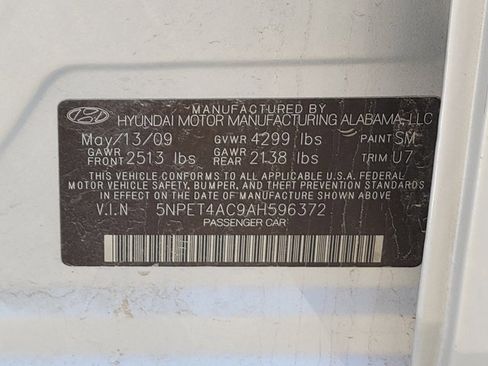 MANUFACTURED BY
HYUNDAI MOTOR MANUFACTURING ALABAMA, LLC
May/13/09 GVWR 4299 lbs PAINT SM
GAWR FRONT 2513 lbs GAWR REAR 2138 lbs TRIM U7
THIS VEHICLE CONFORMS TO ALL APPLICABLE U.S.A. FEDERAL
MOTOR VEHICLE SAFETY, BUMPER, AND THEFT PREVENTION STANDARDS
IN EFFECT ON THE DATE OF MANUFACTURE SHOWN ABOVE
V.I.N 5NPET4AC9AH596372
PASSENGER CAR